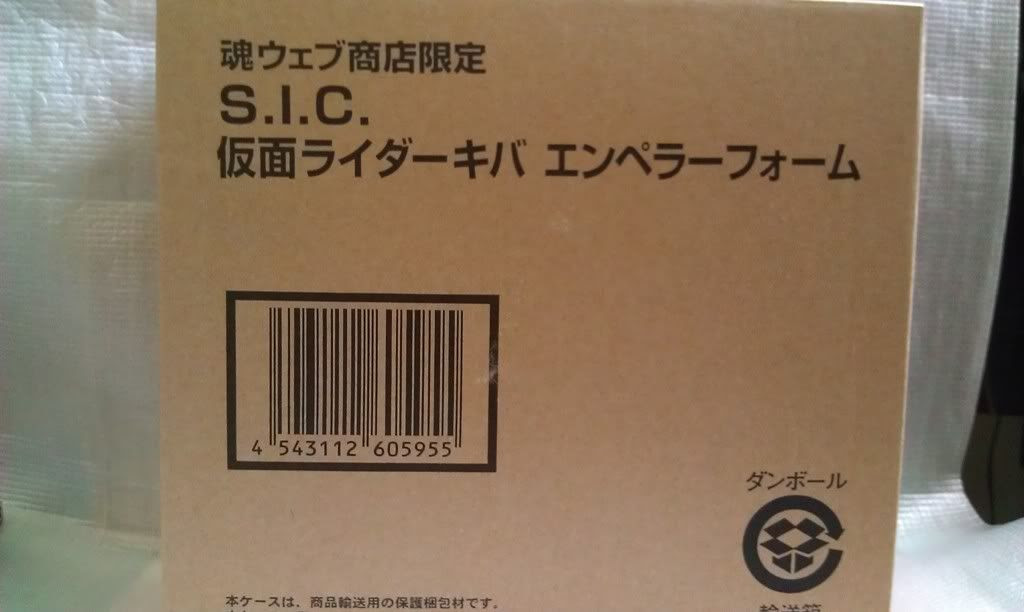 魂ウェブ商店限定
S.I.C.
仮面ライダーキバ エンペラーフォーム
4 543112 605955
ダンボール
本ケースは、商品輸送用の保護梱包材です。